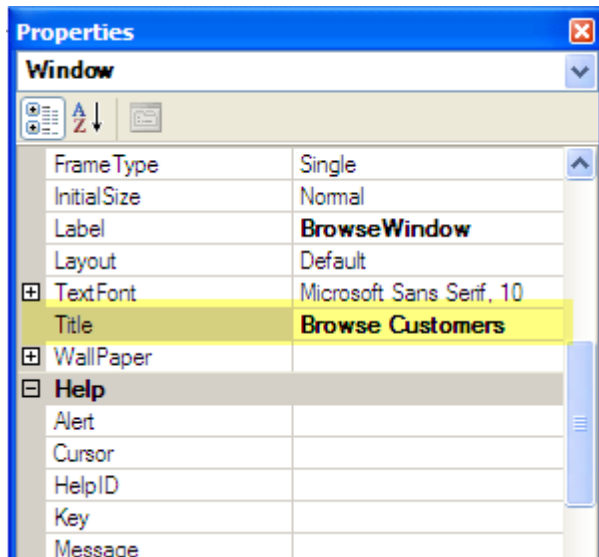 Properties
Window
FrameType Single
InitialSize Normal
Label BrowseWindow
Layout Default
TextFont Microsoft Sans Serif, 10
Title Browse Customers
WallPaper
Help
Alert
Cursor
HelpID
Key
Message